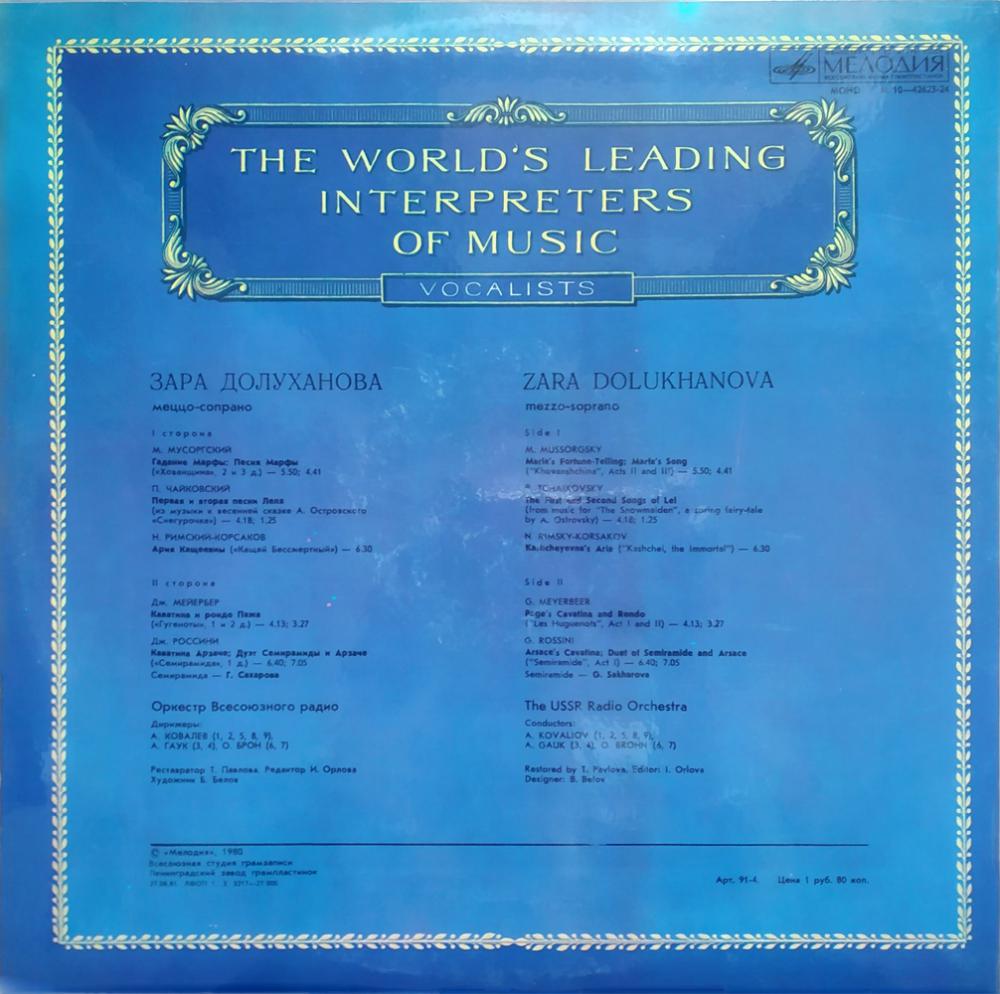 МЕЛОДИЯ
МОНО М 10—42623-24
THE WORLD'S LEADING
INTERPRETERS
OF MUSIC
VOCALISTS
ЗАРА ДОЛУХАНОВА
меццо-сопрано
I сторона
М. МУСОРГСКИЙ
Гадание Марфы; Песня Марфы
(«Хованщина», 2 и 3 д.) — 5.50; 4.41
П. ЧАЙКОВСКИЙ
Первая и вторая песни Леля
(из музыки к весенней сказке А. Островского
«Снегурочка») — 4.18; 1.25
Н. РИМСКИЙ-КОРСАКОВ
Ария Кащеевны («Кащей Бессмертный») — 6.30
II сторона
Дж. МЕЙЕРБЕР
Каватина и рондо Пажа
(«Гугеноты», 1 и 2 д.) — 4.13; 3.27
Дж. РОССИНИ
Каватина Арзаче; Дуэт Семирамиды и Арзаче
(«Семирамида», 1 д.) — 6.40; 7.05
Семирамида — Г. Сахарова
Оркестр Всесоюзного радио
Дирижеры:
А. КОВАЛЕВ (1, 2, 5, 8, 9),
А. ГАУК (3, 4), О. БРОН (6, 7)
Реставратор Т. Павлова. Редактор И. Орлова
Художник Б. Белов
ZARA DOLUKHANOVA
mezzo-soprano
Side I
M. MUSSORGSKY
Marfa's Fortune-Telling; Marfa's Song
("Khovanshchina", Acts II and III) — 5.50; 4.41
P. TCHAIKOVSKY
The First and Second Songs of Lel
(from music for "The Snowmaiden", a spring fairy-tale
by A. Ostrovsky) — 4.18; 1.25
N. RIMSKY-KORSAKOV
Kashcheyevna's Aria ("Kashchei, the Immortal") — 6.30
Side II
G. MEYERBEER
Page's Cavatina and Rondo
("Les Huguenots", Act I and II) — 4.13; 3.27
G. ROSSINI
Arsace's Cavatina; Duet of Semiramide and Arsace
("Semiramide", Act I) — 6.40; 7.05
Semiramide — G. Sakharova
The USSR Radio Orchestra
Conductors:
A. KOVALIOV (1, 2, 5, 8, 9),
A. GAUK (3, 4), O. BROHN (6, 7)
Restored by T. Pavlova. Editor: I. Orlova
Designer: B. Belov
© «Мелодия», 1980
Всесоюзная студия грамзаписи
Ленинградский завод грампластинок
Арт. 91-4. Цена 1 руб. 80 коп.